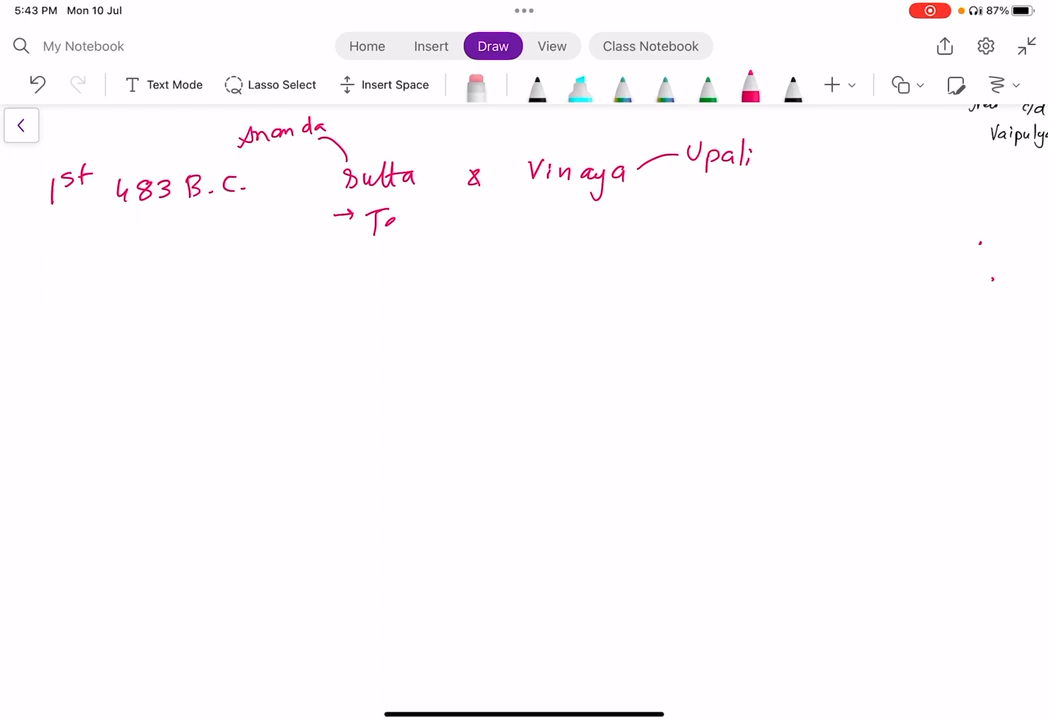 5:43 PM Mon 10 Jul
87%
My Notebook
Home Insert Draw View Class Notebook
Text Mode Lasso Select Insert Space
c/d
Vaipulya
Ananda
1st 483 B.C. Sutta & Vinaya Upali
→ To